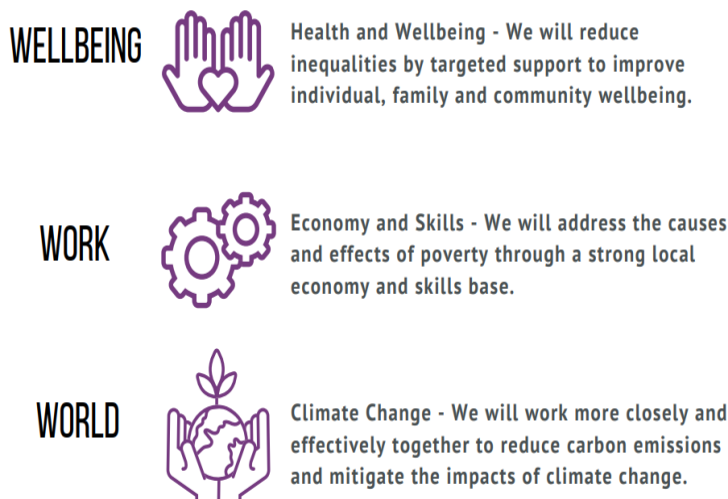 WELLBEING
Health and Wellbeing - We will reduce
inequalities by targeted support to improve
individual, family and community wellbeing.
WORK
Economy and Skills - We will address the causes
and effects of poverty through a strong local
economy and skills base.
WORLD
Climate Change - We will work more closely and
effectively together to reduce carbon emissions
and mitigate the impacts of climate change.